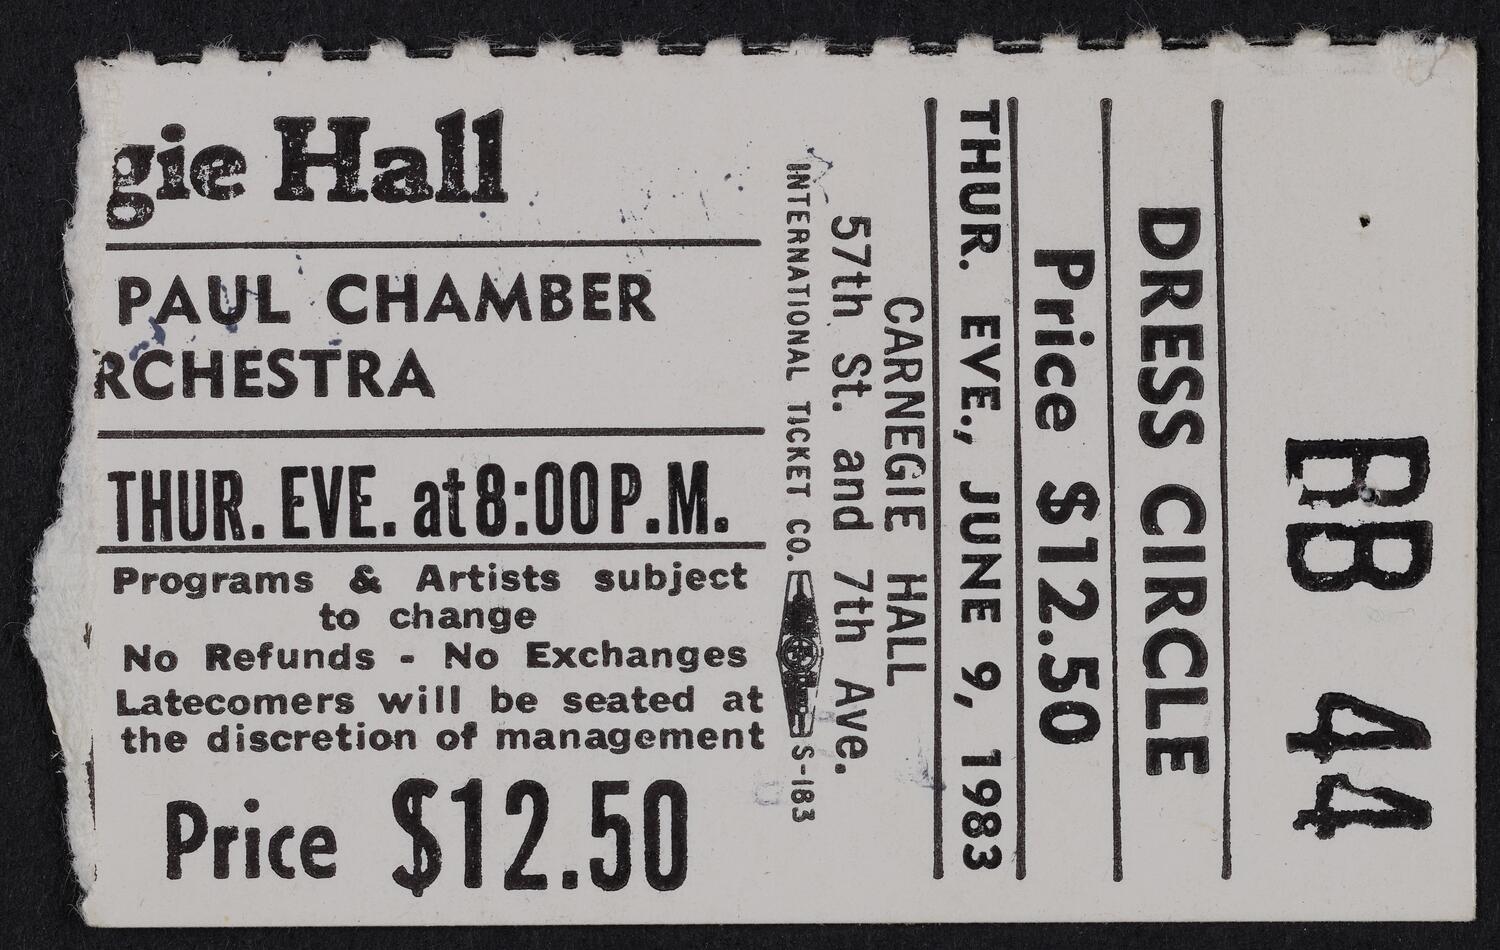 gie Hall
PAUL CHAMBER
RCHESTRA
THUR. EVE. at 8:00 P.M.
Programs & Artists subject
to change
No Refunds - No Exchanges
Latecomers will be seated at
the discretion of management
Price $12.50
INTERNATIONAL TICKET CO. S-183
57th St. and 7th Ave.
CARNEGIE HALL
THUR. EVE., JUNE 9, 1983
Price $12.50
DRESS CIRCLE
BB 44